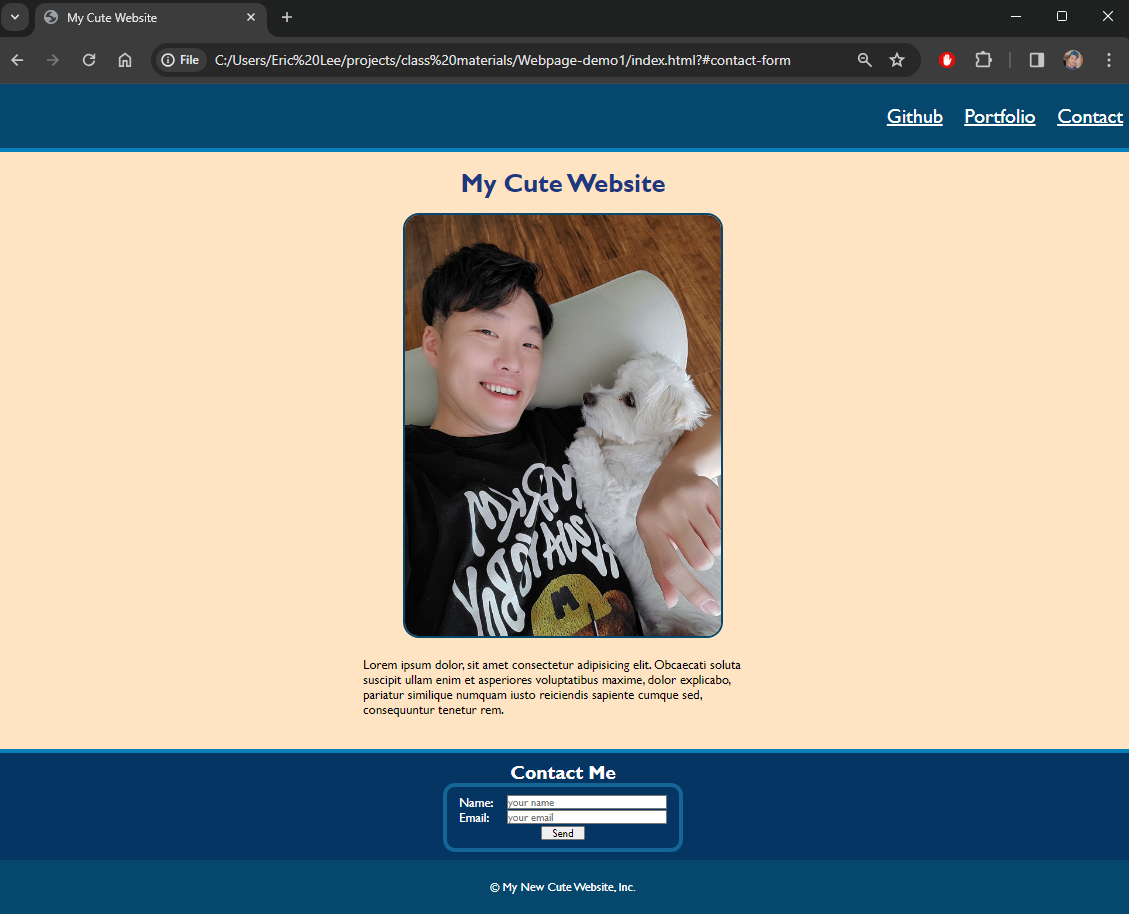 My Cute Website
File
C:/Users/Eric%20Lee/projects/class%20materials/Webpage-demo1/index.html?#contact-form
Github Portfolio Contact
My Cute Website
Lorem ipsum dolor, sit amet consectetur adipisicing elit. Obcaecati soluta
suscipit ullam enim et asperiores voluptatibus maxime, dolor explicabo,
pariatur similique numquam iusto reiciendis sapiente cumque sed,
consequuntur tenetur rem.
Contact Me
Name: your name
Email: your email
Send
© My New Cute Website, Inc.